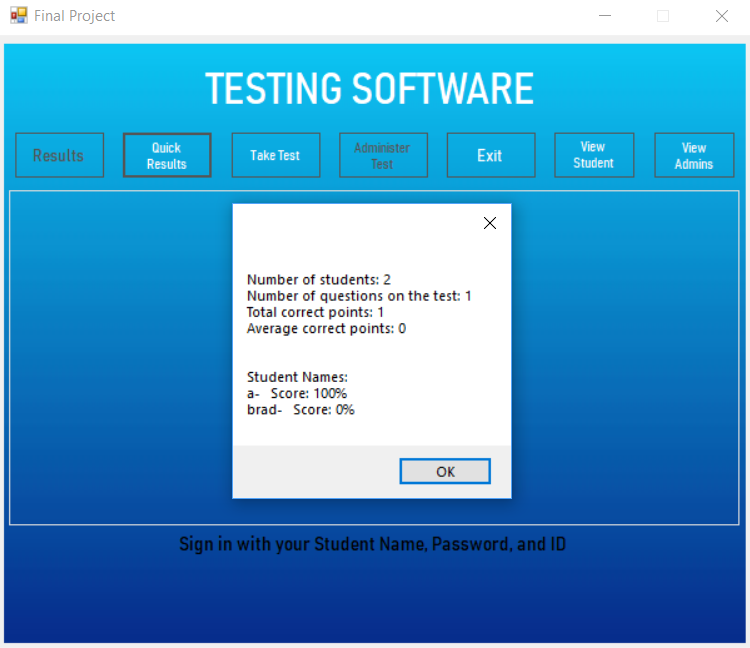 Final Project
TESTING SOFTWARE
Results
Quick
Results
Take Test
Administer
Test
Exit
View
Student
View
Admins
Number of students: 2
Number of questions on the test: 1
Total correct points: 1
Average correct points: 0
Student Names:
a-   Score: 100%
brad-   Score: 0%
OK
Sign in with your Student Name, Password, and ID